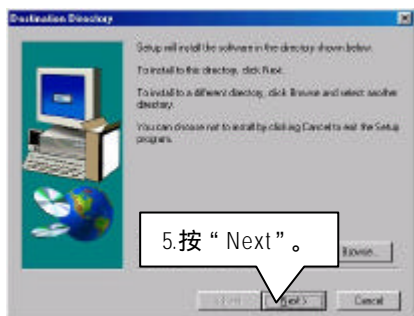 Destination Directory
Setup will install the software in the directory shown below.
To install to this directory, click Next.
To install to a different directory, click Browse and select another
directory.
You can choose not to install by clicking Cancel to exit the Setup
program.
5.按“Next”。
Browse...
< Back
Next >
Cancel